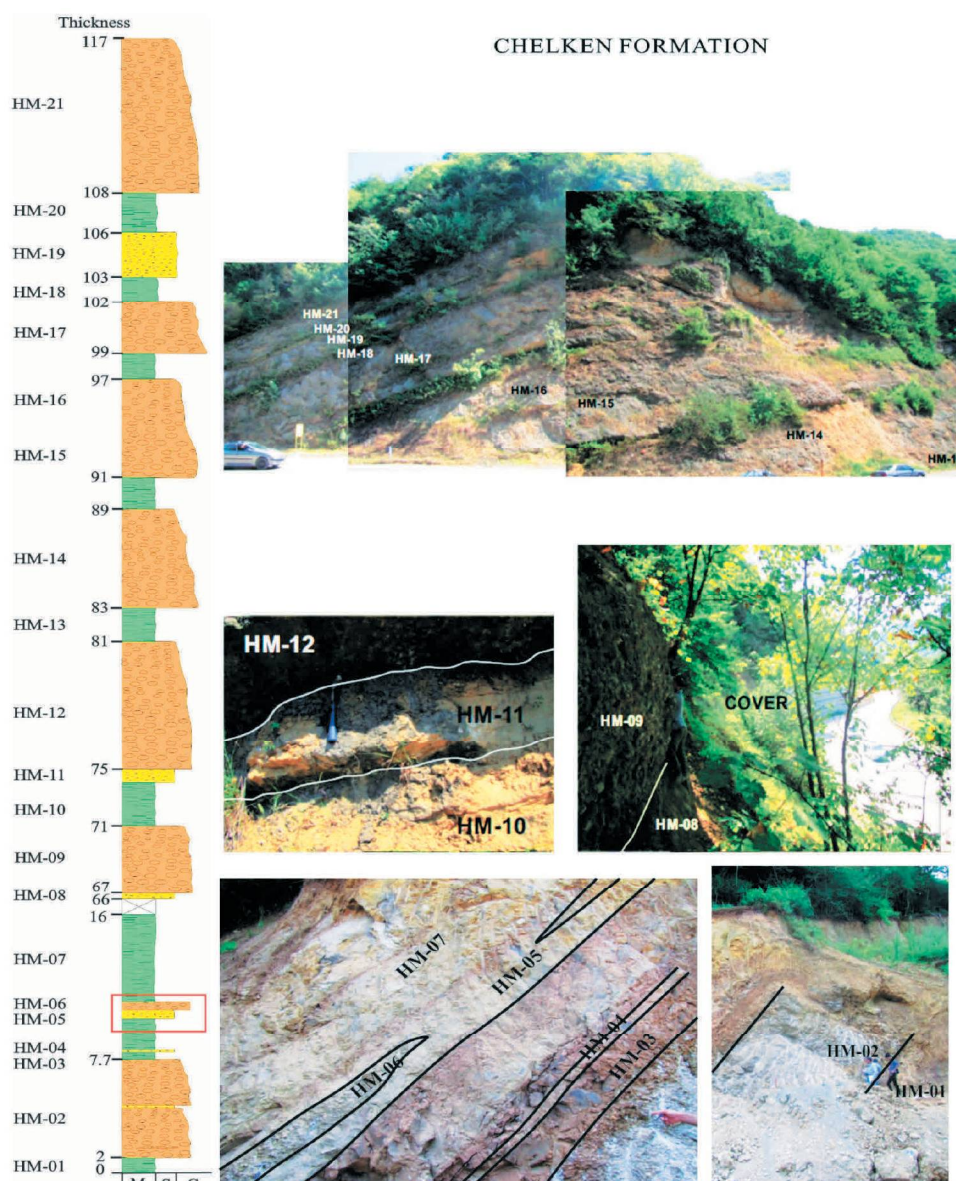 Thickness
117
CHELKEN FORMATION
HM-21
108
HM-20
106
HM-19
103
HM-18
102
HM-17
99
97
HM-16
HM-15
91
89
HM-14
83
HM-13
81
HM-12
75
HM-11
HM-10
71
HM-09
67
HM-08
66
16
HM-07
HM-06
HM-05
HM-04
HM-03
7.7
HM-02
2
HM-01
0
HM-21
HM-20
HM-19
HM-18
HM-17
HM-16
HM-15
HM-14
HM-1
HM-12
HM-11
HM-10
HM-09
COVER
HM-08
HM-07
HM-05
HM-04
HM-03
HM-06
HM-02
HM-01